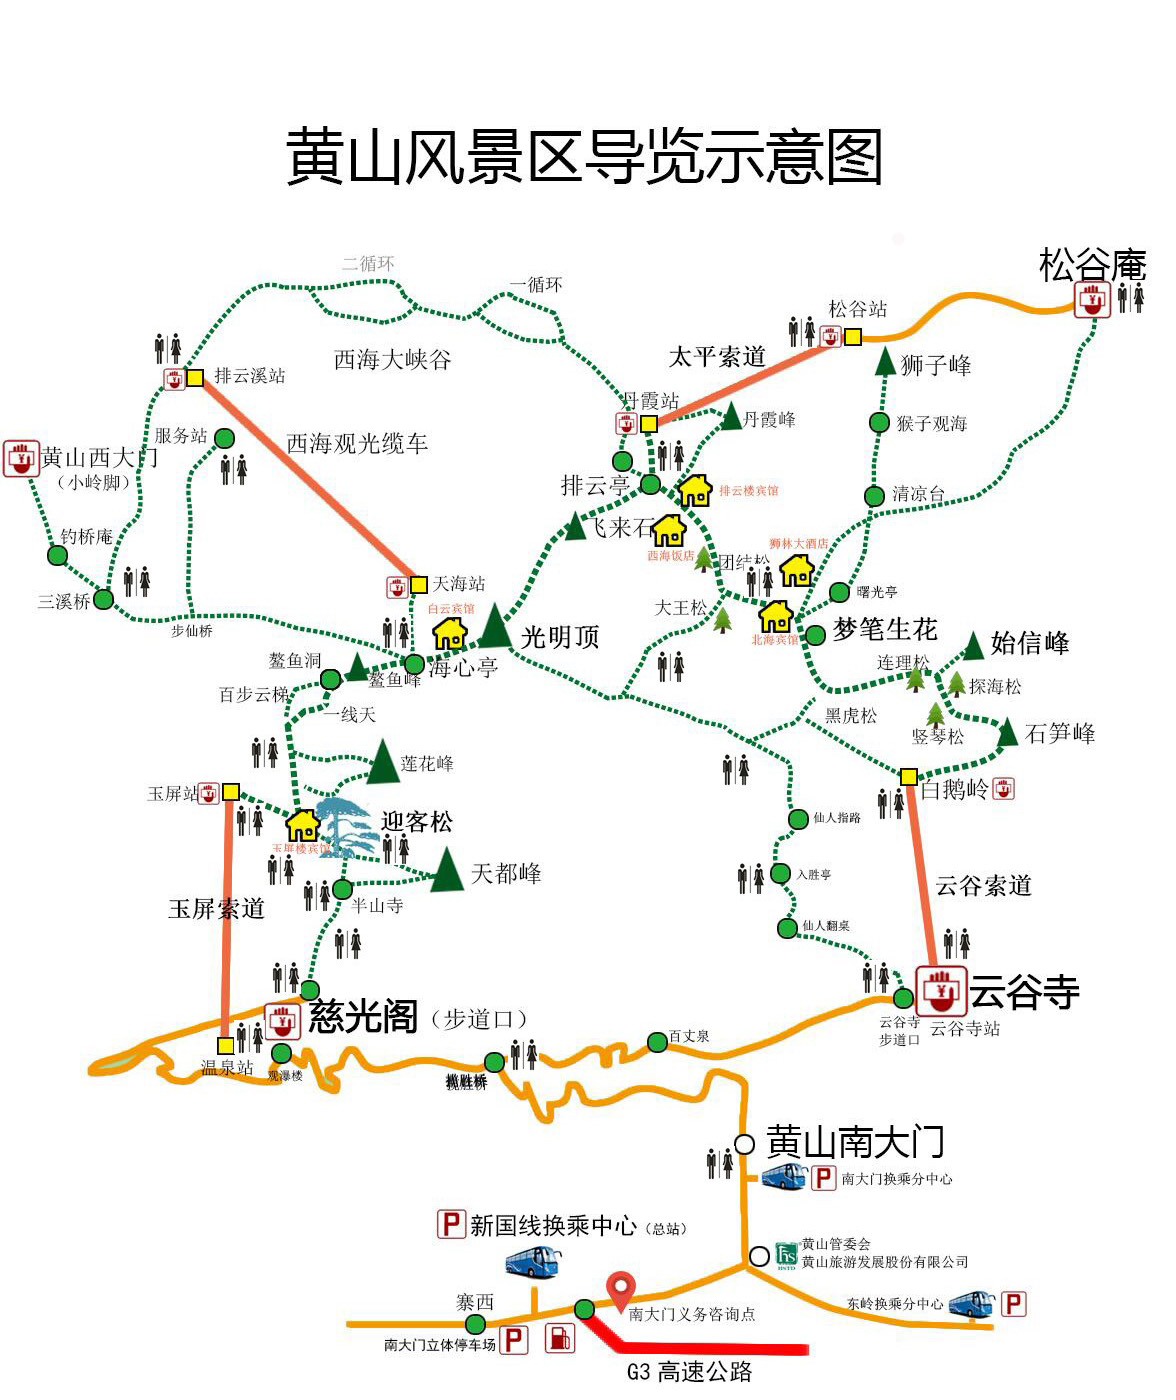 黄山风景区导览示意图
二循环
一循环
松谷庵
松谷站
西海大峡谷
太平索道
狮子峰
排云溪站
丹霞站
丹霞峰
猴子观海
服务站
西海观光缆车
黄山西大门
（小岭脚）
排云亭
排云楼宾馆
清凉台
飞来石
钓桥庵
西海饭店
团结松
狮林大酒店
天海站
三溪桥
白云宾馆
大王松
曙光亭
步仙桥
光明顶
北海宾馆
梦笔生花
始信峰
鳌鱼洞
鳌鱼峰
海心亭
连理松
探海松
百步云梯
一线天
黑虎松
竖琴松
石笋峰
莲花峰
玉屏站
白鹅岭
迎客松
仙人指路
玉屏楼宾馆
天都峰
入胜亭
云谷索道
玉屏索道
半山寺
仙人翻桌
云谷寺
慈光阁（步道口）
云谷寺
步道口
云谷寺站
百丈泉
温泉站
观瀑楼
黄山南大门
P
南大门换乘分中心
P
新国线换乘中心（总站）
黄山管委会
黄山旅游发展股份有限公司
HSTD
寨西
南大门义务咨询点
东岭换乘分中心
P
南大门立体停车场
P
G3 高速公路